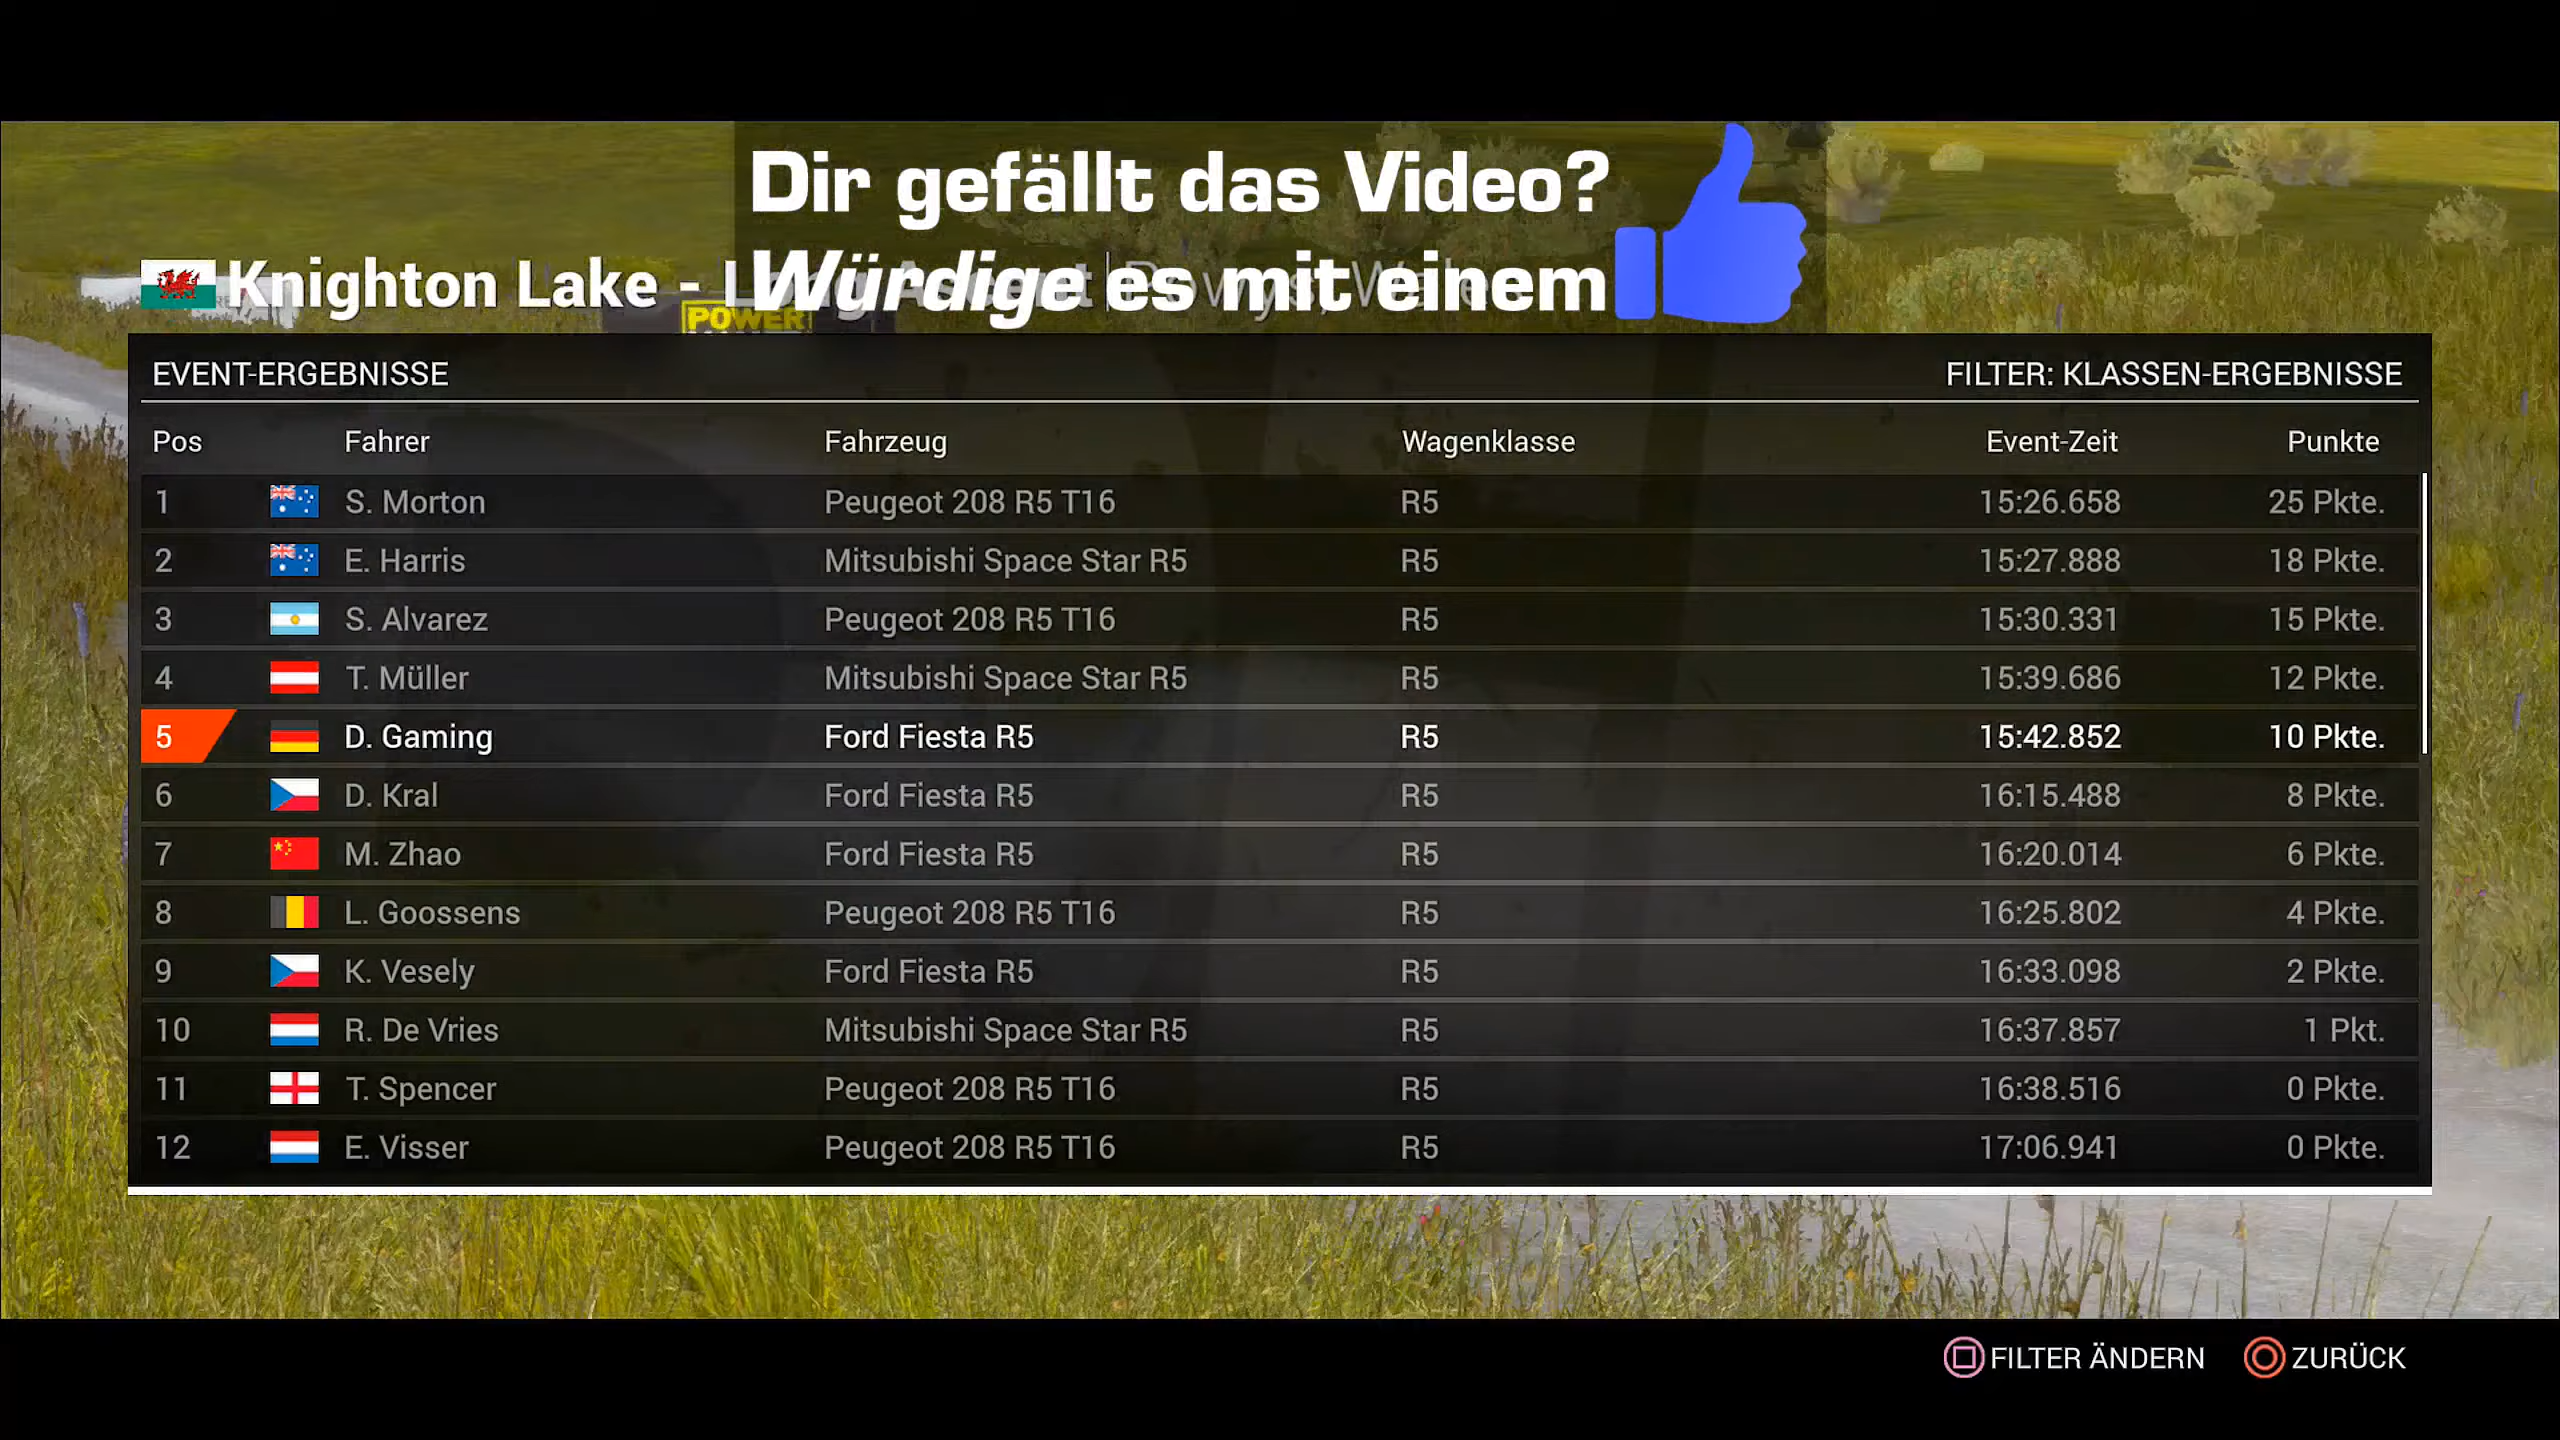 Dir gefällt das Video?
Würdige es mit einem
Knighton Lake -
POWER
EVENT-ERGEBNISSE FILTER: KLASSEN-ERGEBNISSE
Pos Fahrer Fahrzeug Wagenklasse Event-Zeit Punkte
1 S. Morton Peugeot 208 R5 T16 R5 15:26.658 25 Pkte.
2 E. Harris Mitsubishi Space Star R5 R5 15:27.888 18 Pkte.
3 S. Alvarez Peugeot 208 R5 T16 R5 15:30.331 15 Pkte.
4 T. Müller Mitsubishi Space Star R5 R5 15:39.686 12 Pkte.
5 D. Gaming Ford Fiesta R5 R5 15:42.852 10 Pkte.
6 D. Kral Ford Fiesta R5 R5 16:15.488 8 Pkte.
7 M. Zhao Ford Fiesta R5 R5 16:20.014 6 Pkte.
8 L. Goossens Peugeot 208 R5 T16 R5 16:25.802 4 Pkte.
9 K. Vesely Ford Fiesta R5 R5 16:33.098 2 Pkte.
10 R. De Vries Mitsubishi Space Star R5 R5 16:37.857 1 Pkt.
11 T. Spencer Peugeot 208 R5 T16 R5 16:38.516 0 Pkte.
12 E. Visser Peugeot 208 R5 T16 R5 17:06.941 0 Pkte.
FILTER ÄNDERN ZURÜCK